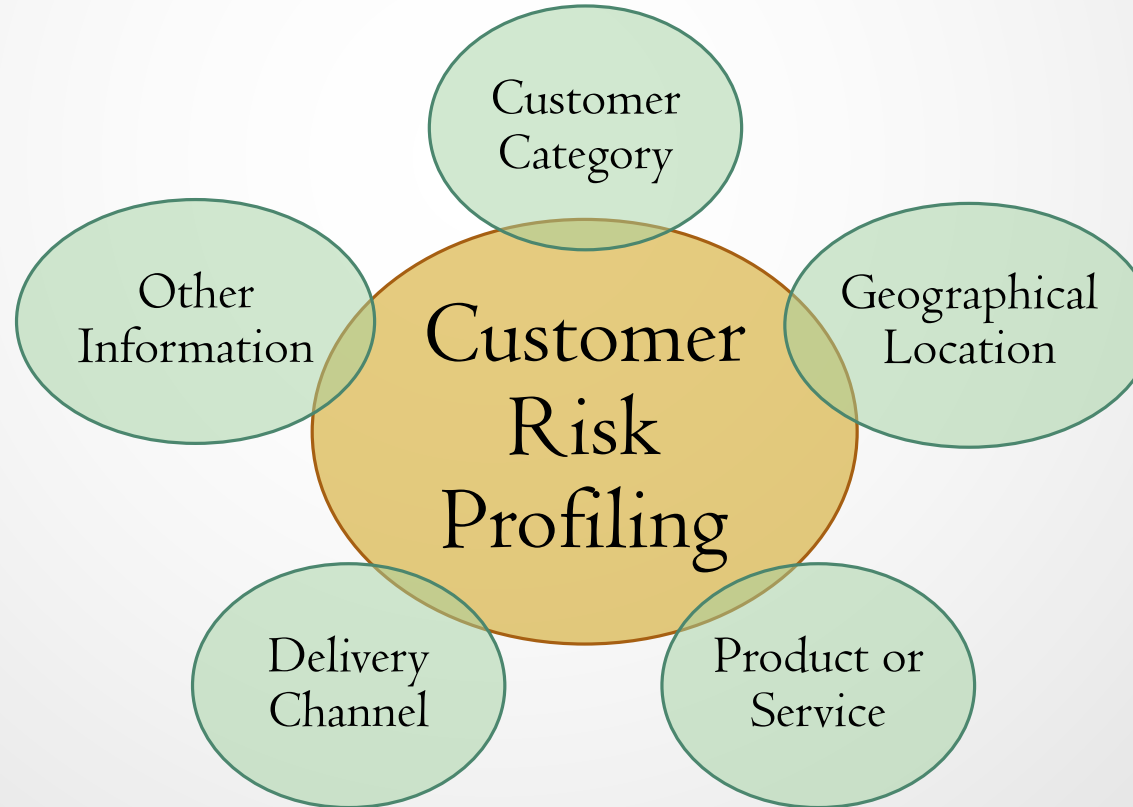 Customer
Category
Other
Information
Geographical
Location
Customer
Risk
Profiling
Delivery
Channel
Product or
Service